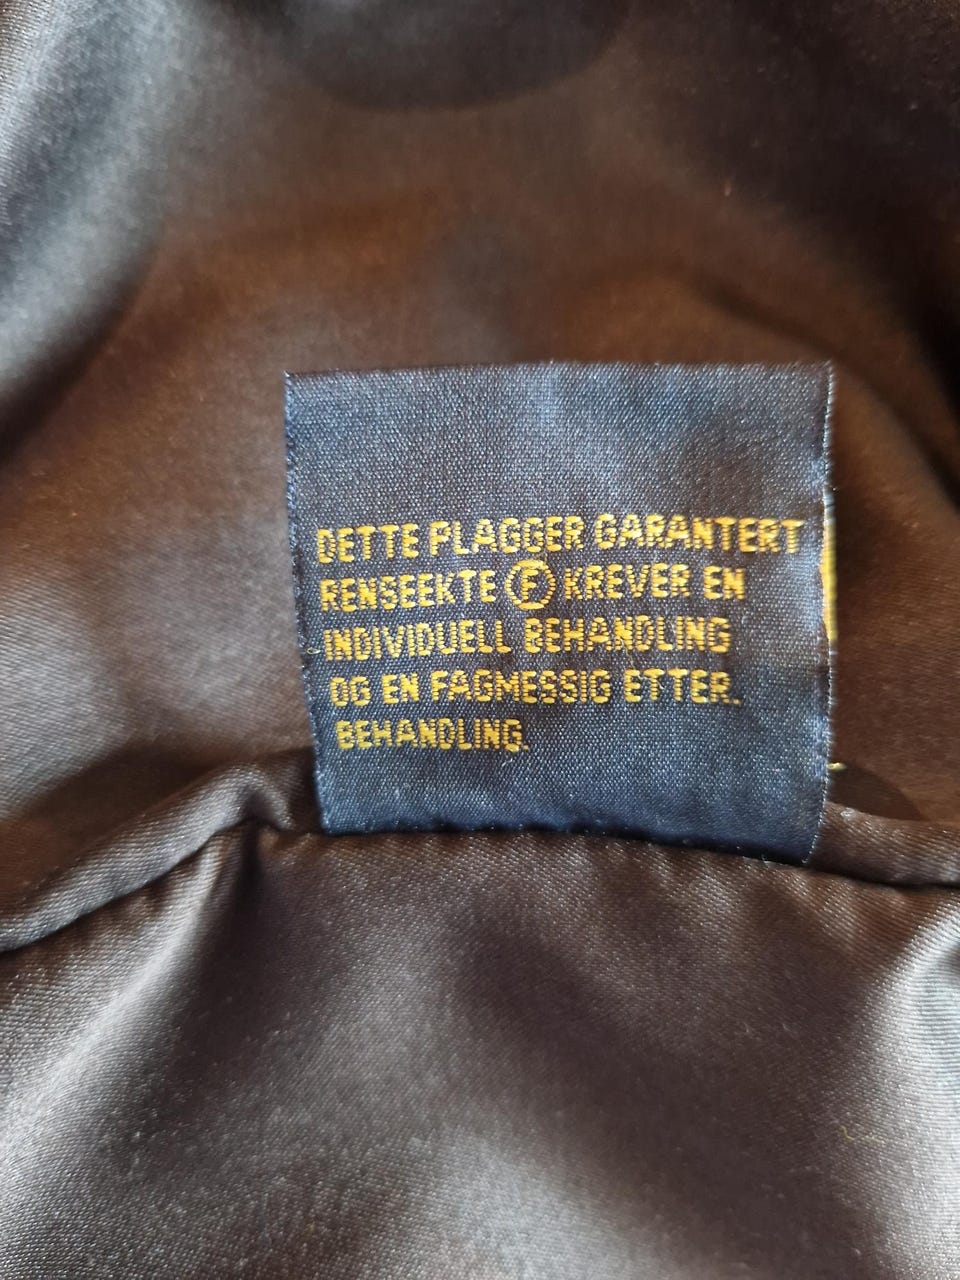 DETTE PLAGGER GARANTERT
RENSEEKTE Ⓕ KREVER EN
INDIVIDUELL BEHANDLING
OG EN FAGMESSIG ETTER.
BEHANDLING.